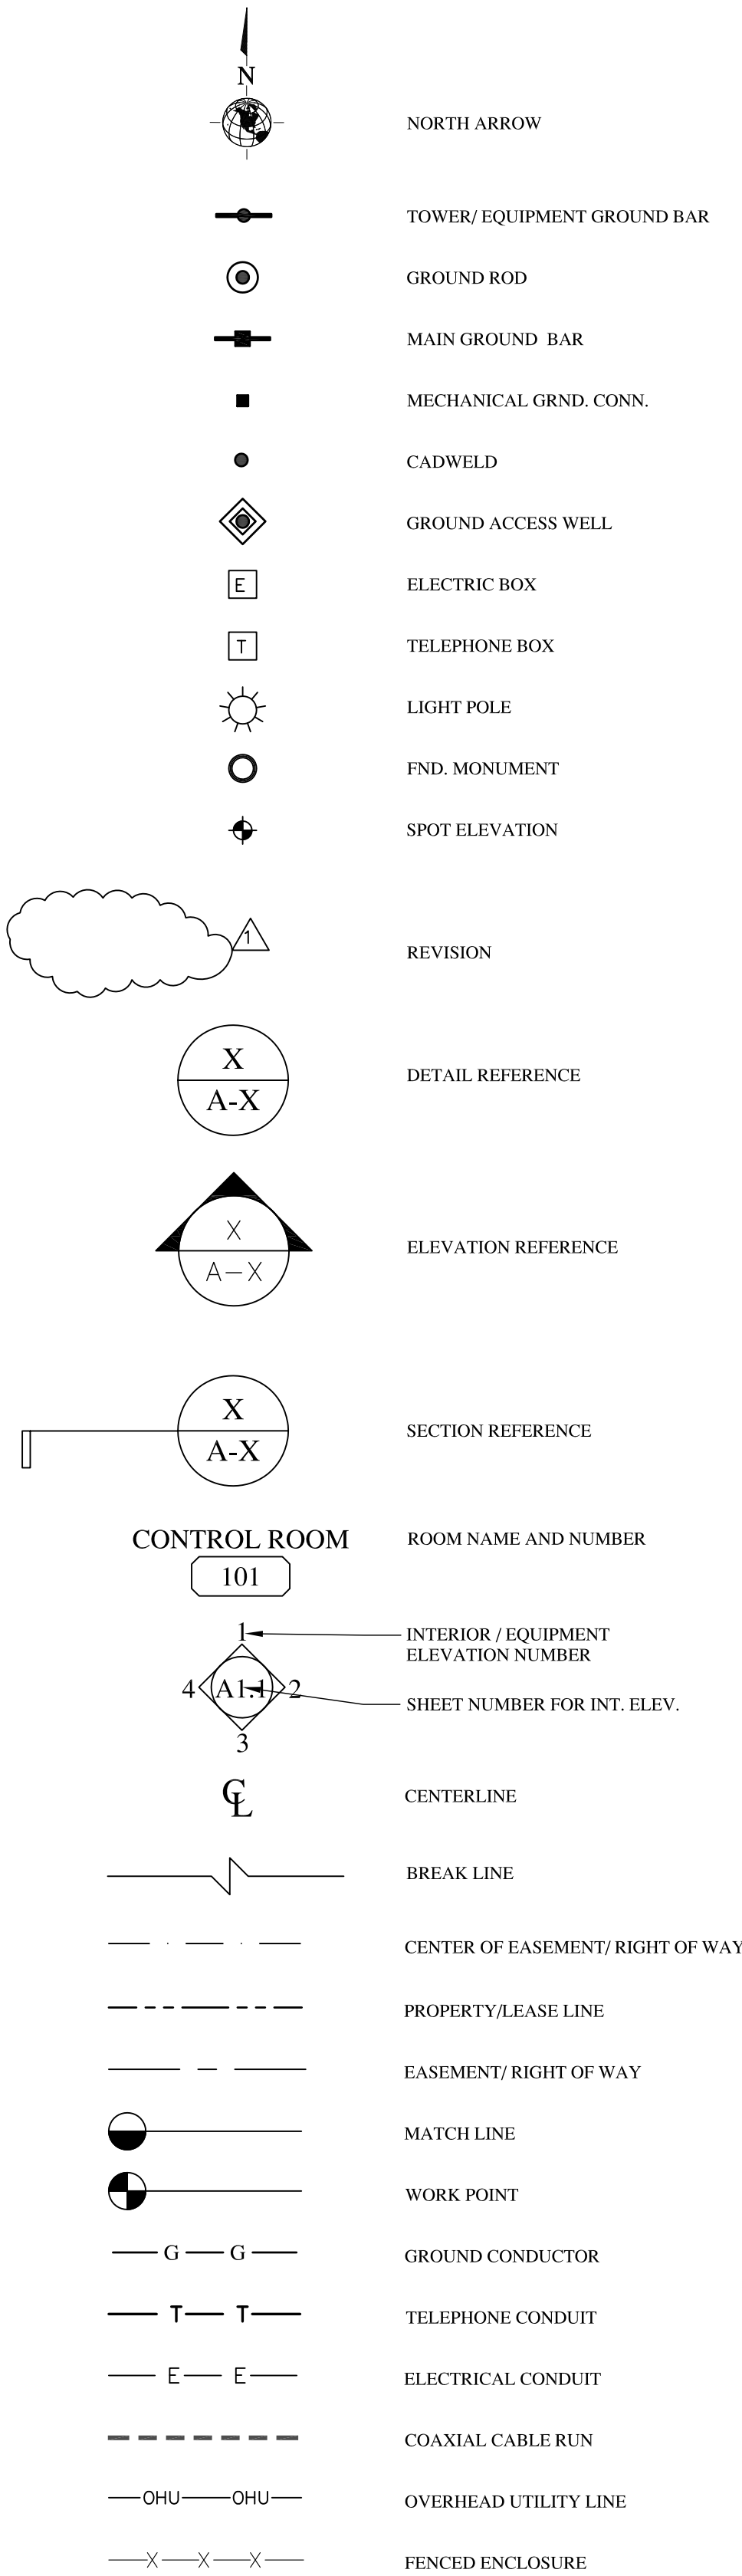 N
NORTH ARROW
TOWER/ EQUIPMENT GROUND BAR
GROUND ROD
MAIN GROUND BAR
MECHANICAL GRND. CONN.
CADWELD
GROUND ACCESS WELL
E
ELECTRIC BOX
T
TELEPHONE BOX
LIGHT POLE
FND. MONUMENT
SPOT ELEVATION
1
REVISION
X
A-X
DETAIL REFERENCE
X
A-X
ELEVATION REFERENCE
X
A-X
SECTION REFERENCE
CONTROL ROOM
101
ROOM NAME AND NUMBER
1
4 A1.1 2
3
INTERIOR / EQUIPMENT
ELEVATION NUMBER
SHEET NUMBER FOR INT. ELEV.
CL
CENTERLINE
BREAK LINE
CENTER OF EASEMENT/ RIGHT OF WAY
PROPERTY/LEASE LINE
EASEMENT/ RIGHT OF WAY
MATCH LINE
WORK POINT
G G
GROUND CONDUCTOR
T T
TELEPHONE CONDUIT
E E
ELECTRICAL CONDUIT
COAXIAL CABLE RUN
OHU OHU
OVERHEAD UTILITY LINE
X X X
FENCED ENCLOSURE